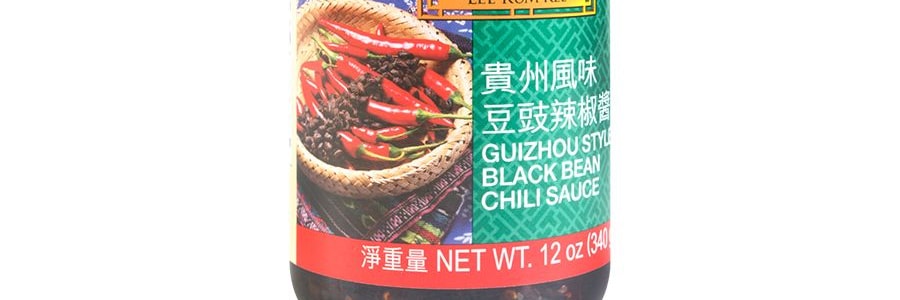 LEE KUM KEE
貴州風味
豆豉辣椒醬
GUIZHOU STYLE
BLACK BEAN
CHILI SAUCE
淨重量 NET WT. 12 oz (340 g